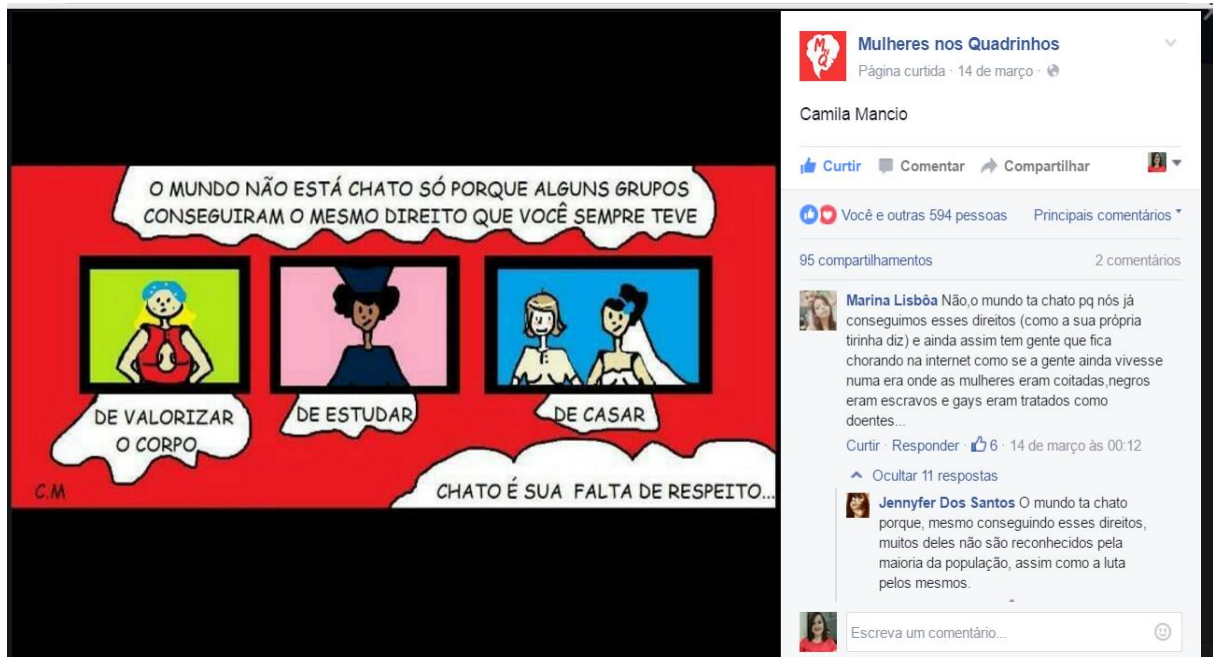 O MUNDO NÃO ESTÁ CHATO SÓ PORQUE ALGUNS GRUPOS
CONSEGUIRAM O MESMO DIREITO QUE VOCÊ SEMPRE TEVE
DE VALORIZAR
O CORPO
DE ESTUDAR
DE CASAR
C.M
CHATO É SUA FALTA DE RESPEITO...
MnQ
Mulheres nos Quadrinhos
Página curtida · 14 de março ·
Camila Mancio
Curtir Comentar Compartilhar
Você e outras 594 pessoas Principais comentários
95 compartilhamentos 2 comentários
Marina Lisbôa Não,o mundo ta chato pq nós já
conseguimos esses direitos (como a sua própria
tirinha diz) e ainda assim tem gente que fica
chorando na internet como se a gente ainda vivesse
numa era onde as mulheres eram coitadas,negros
eram escravos e gays eram tratados como
doentes...
Curtir · Responder · 6 · 14 de março às 00:12
Ocultar 11 respostas
Jennyfer Dos Santos O mundo ta chato
porque, mesmo conseguindo esses direitos,
muitos deles não são reconhecidos pela
maioria da população, assim como a luta
pelos mesmos.
Escreva um comentário...